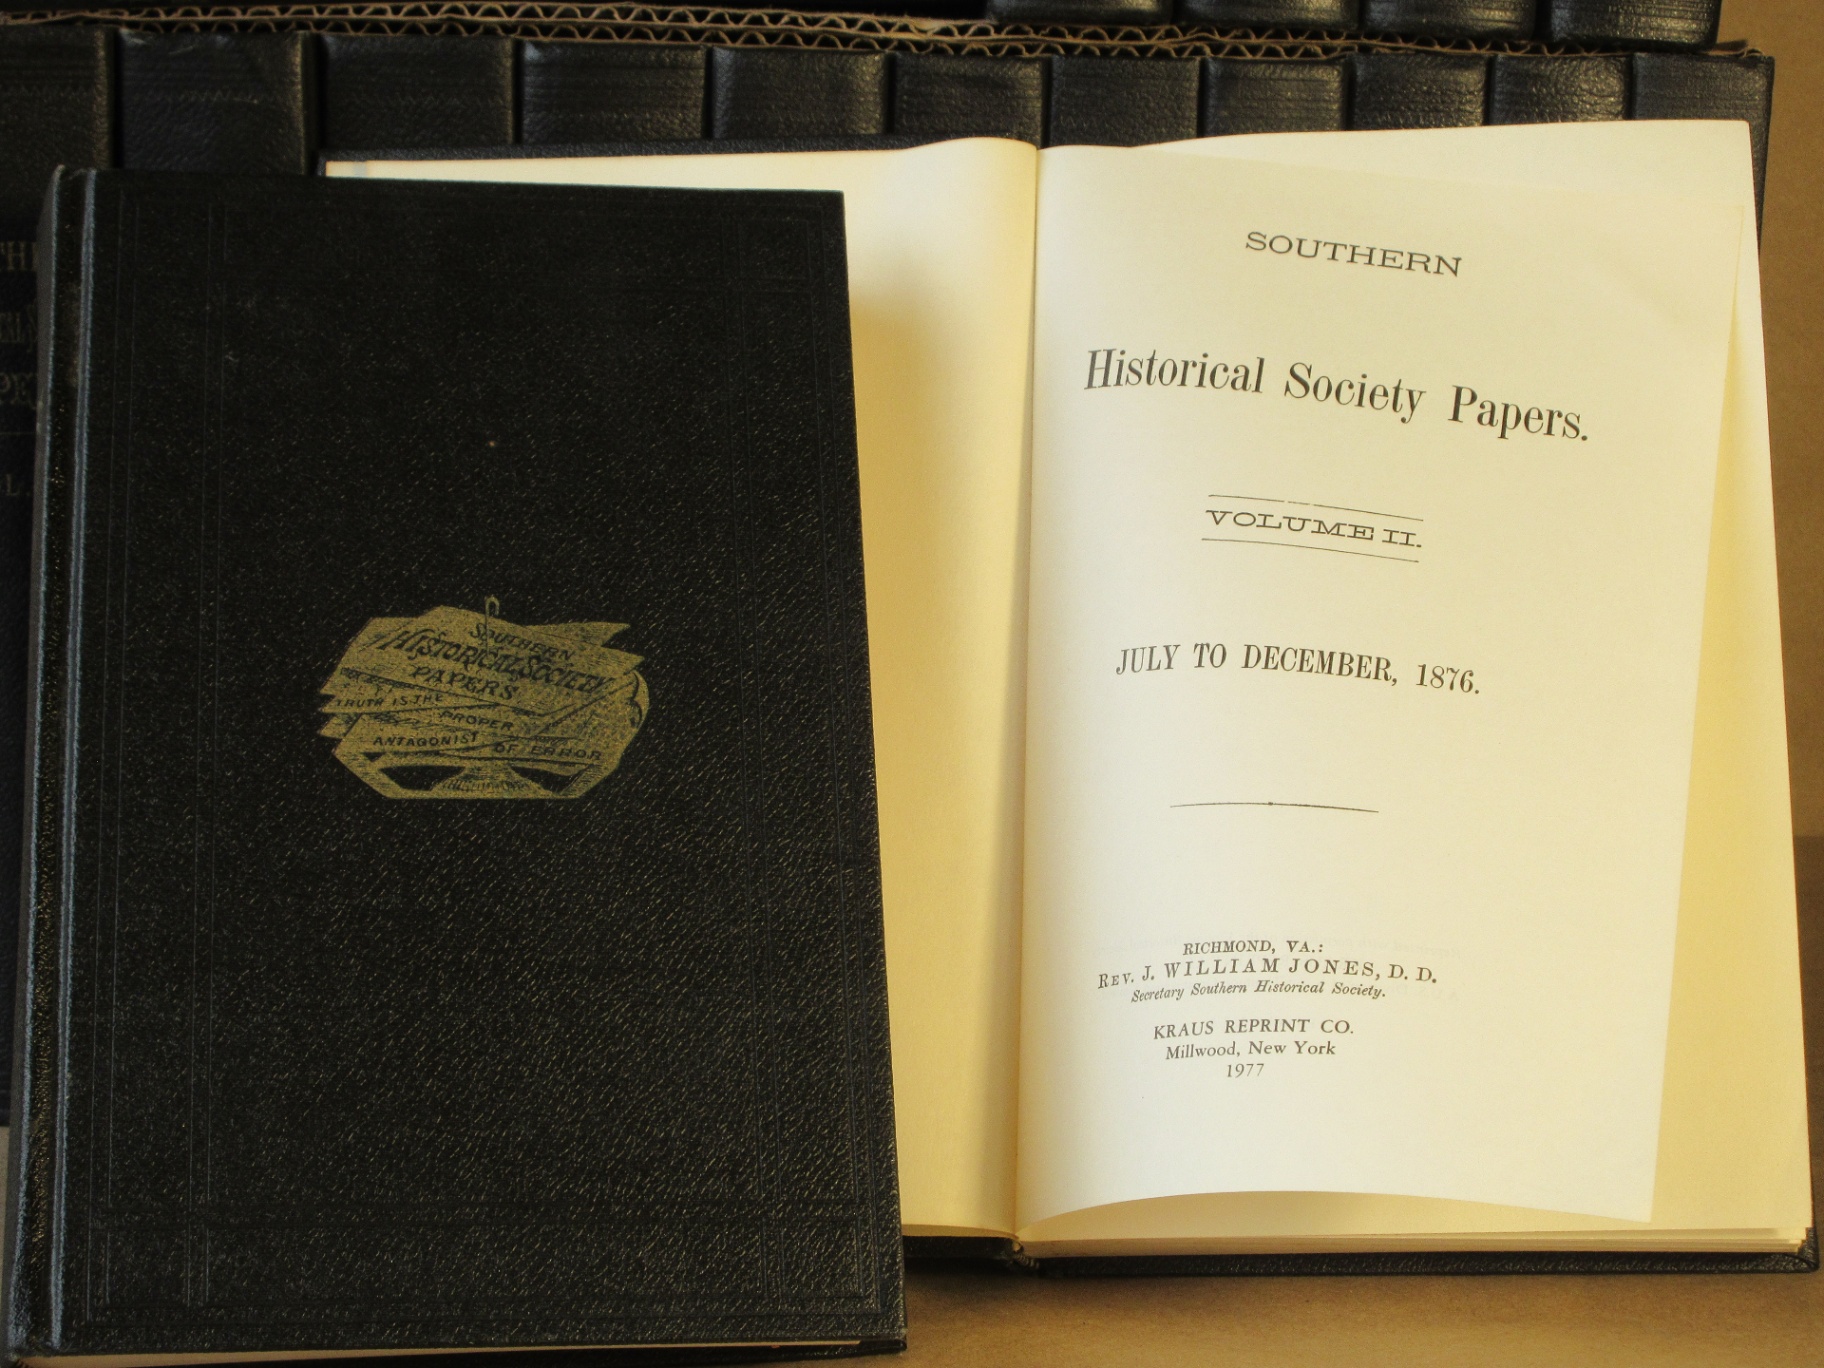 SOUTHERN
HISTORICAL SOCIETY
PAPERS
TRUTH IS THE
PROPER
ANTAGONIST OF ERROR
SOUTHERN
Historical Society Papers.
VOLUME II.
JULY TO DECEMBER, 1876.
RICHMOND, VA.:
REV. J. WILLIAM JONES, D. D.
Secretary Southern Historical Society.
KRAUS REPRINT CO.
Millwood, New York
1977